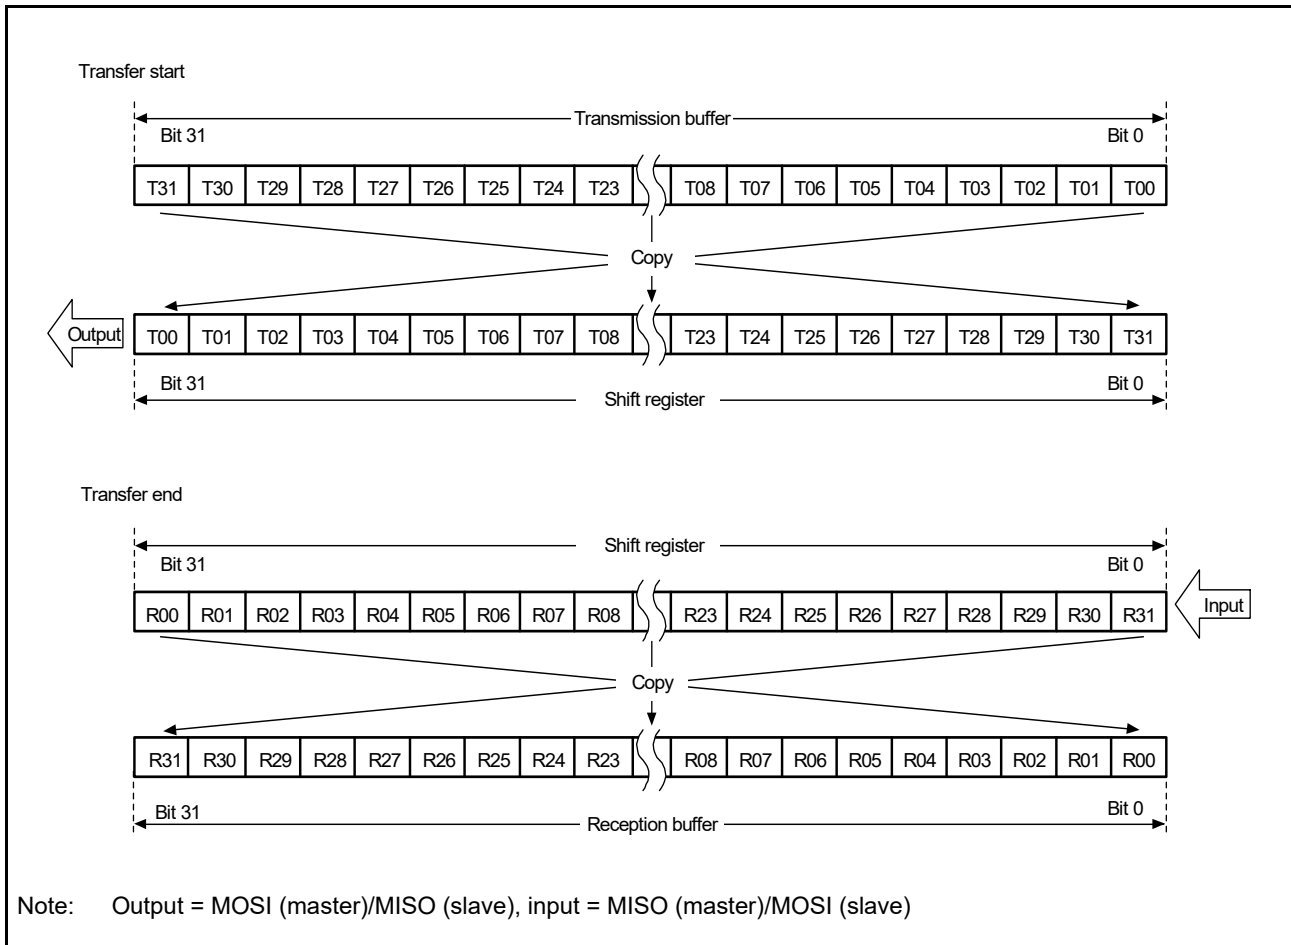 Transfer start
Transmission buffer
Bit 31 Bit 0
T31 T30 T29 T28 T27 T26 T25 T24 T23 T08 T07 T06 T05 T04 T03 T02 T01 T00
Copy
Output T00 T01 T02 T03 T04 T05 T06 T07 T08 T23 T24 T25 T26 T27 T28 T29 T30 T31
Bit 31 Bit 0
Shift register
Transfer end
Shift register
Bit 31 Bit 0
R00 R01 R02 R03 R04 R05 R06 R07 R08 R23 R24 R25 R26 R27 R28 R29 R30 R31 Input
Copy
R31 R30 R29 R28 R27 R26 R25 R24 R23 R08 R07 R06 R05 R04 R03 R02 R01 R00
Bit 31 Bit 0
Reception buffer
Note: Output = MOSI (master)/MISO (slave), input = MISO (master)/MOSI (slave)